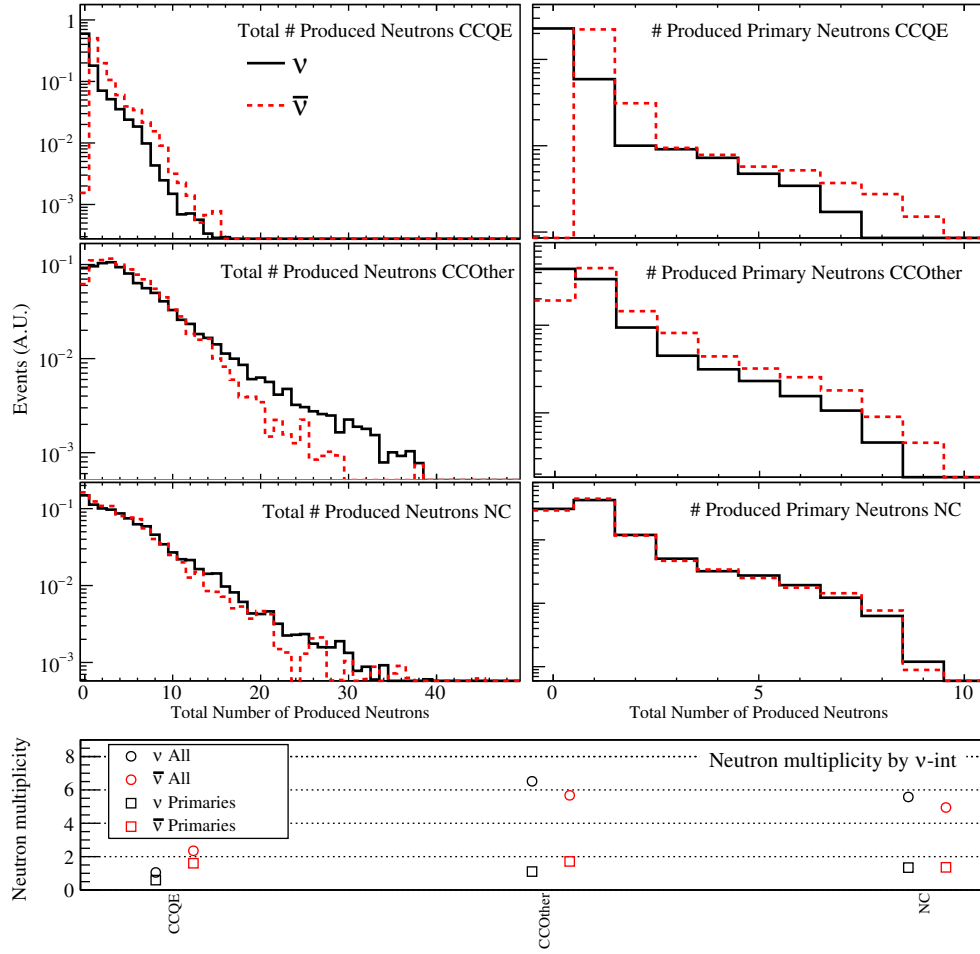 Total # Produced Neutrons CCQE
ν
ν̅
1
10⁻¹
10⁻²
10⁻³
# Produced Primary Neutrons CCQE
Total # Produced Neutrons CCOther
10⁻¹
10⁻²
10⁻³
# Produced Primary Neutrons CCOther
Events (A.U.)
Total # Produced Neutrons NC
10⁻¹
10⁻²
10⁻³
# Produced Primary Neutrons NC
0 10 20 30 40
Total Number of Produced Neutrons
0 5 10
Total Number of Produced Neutrons
Neutron multiplicity
8
6
4
2
0
ν All
ν̅ All
ν Primaries
ν̅ Primaries
Neutron multiplicity by ν-int
CCQE
CCOther
NC